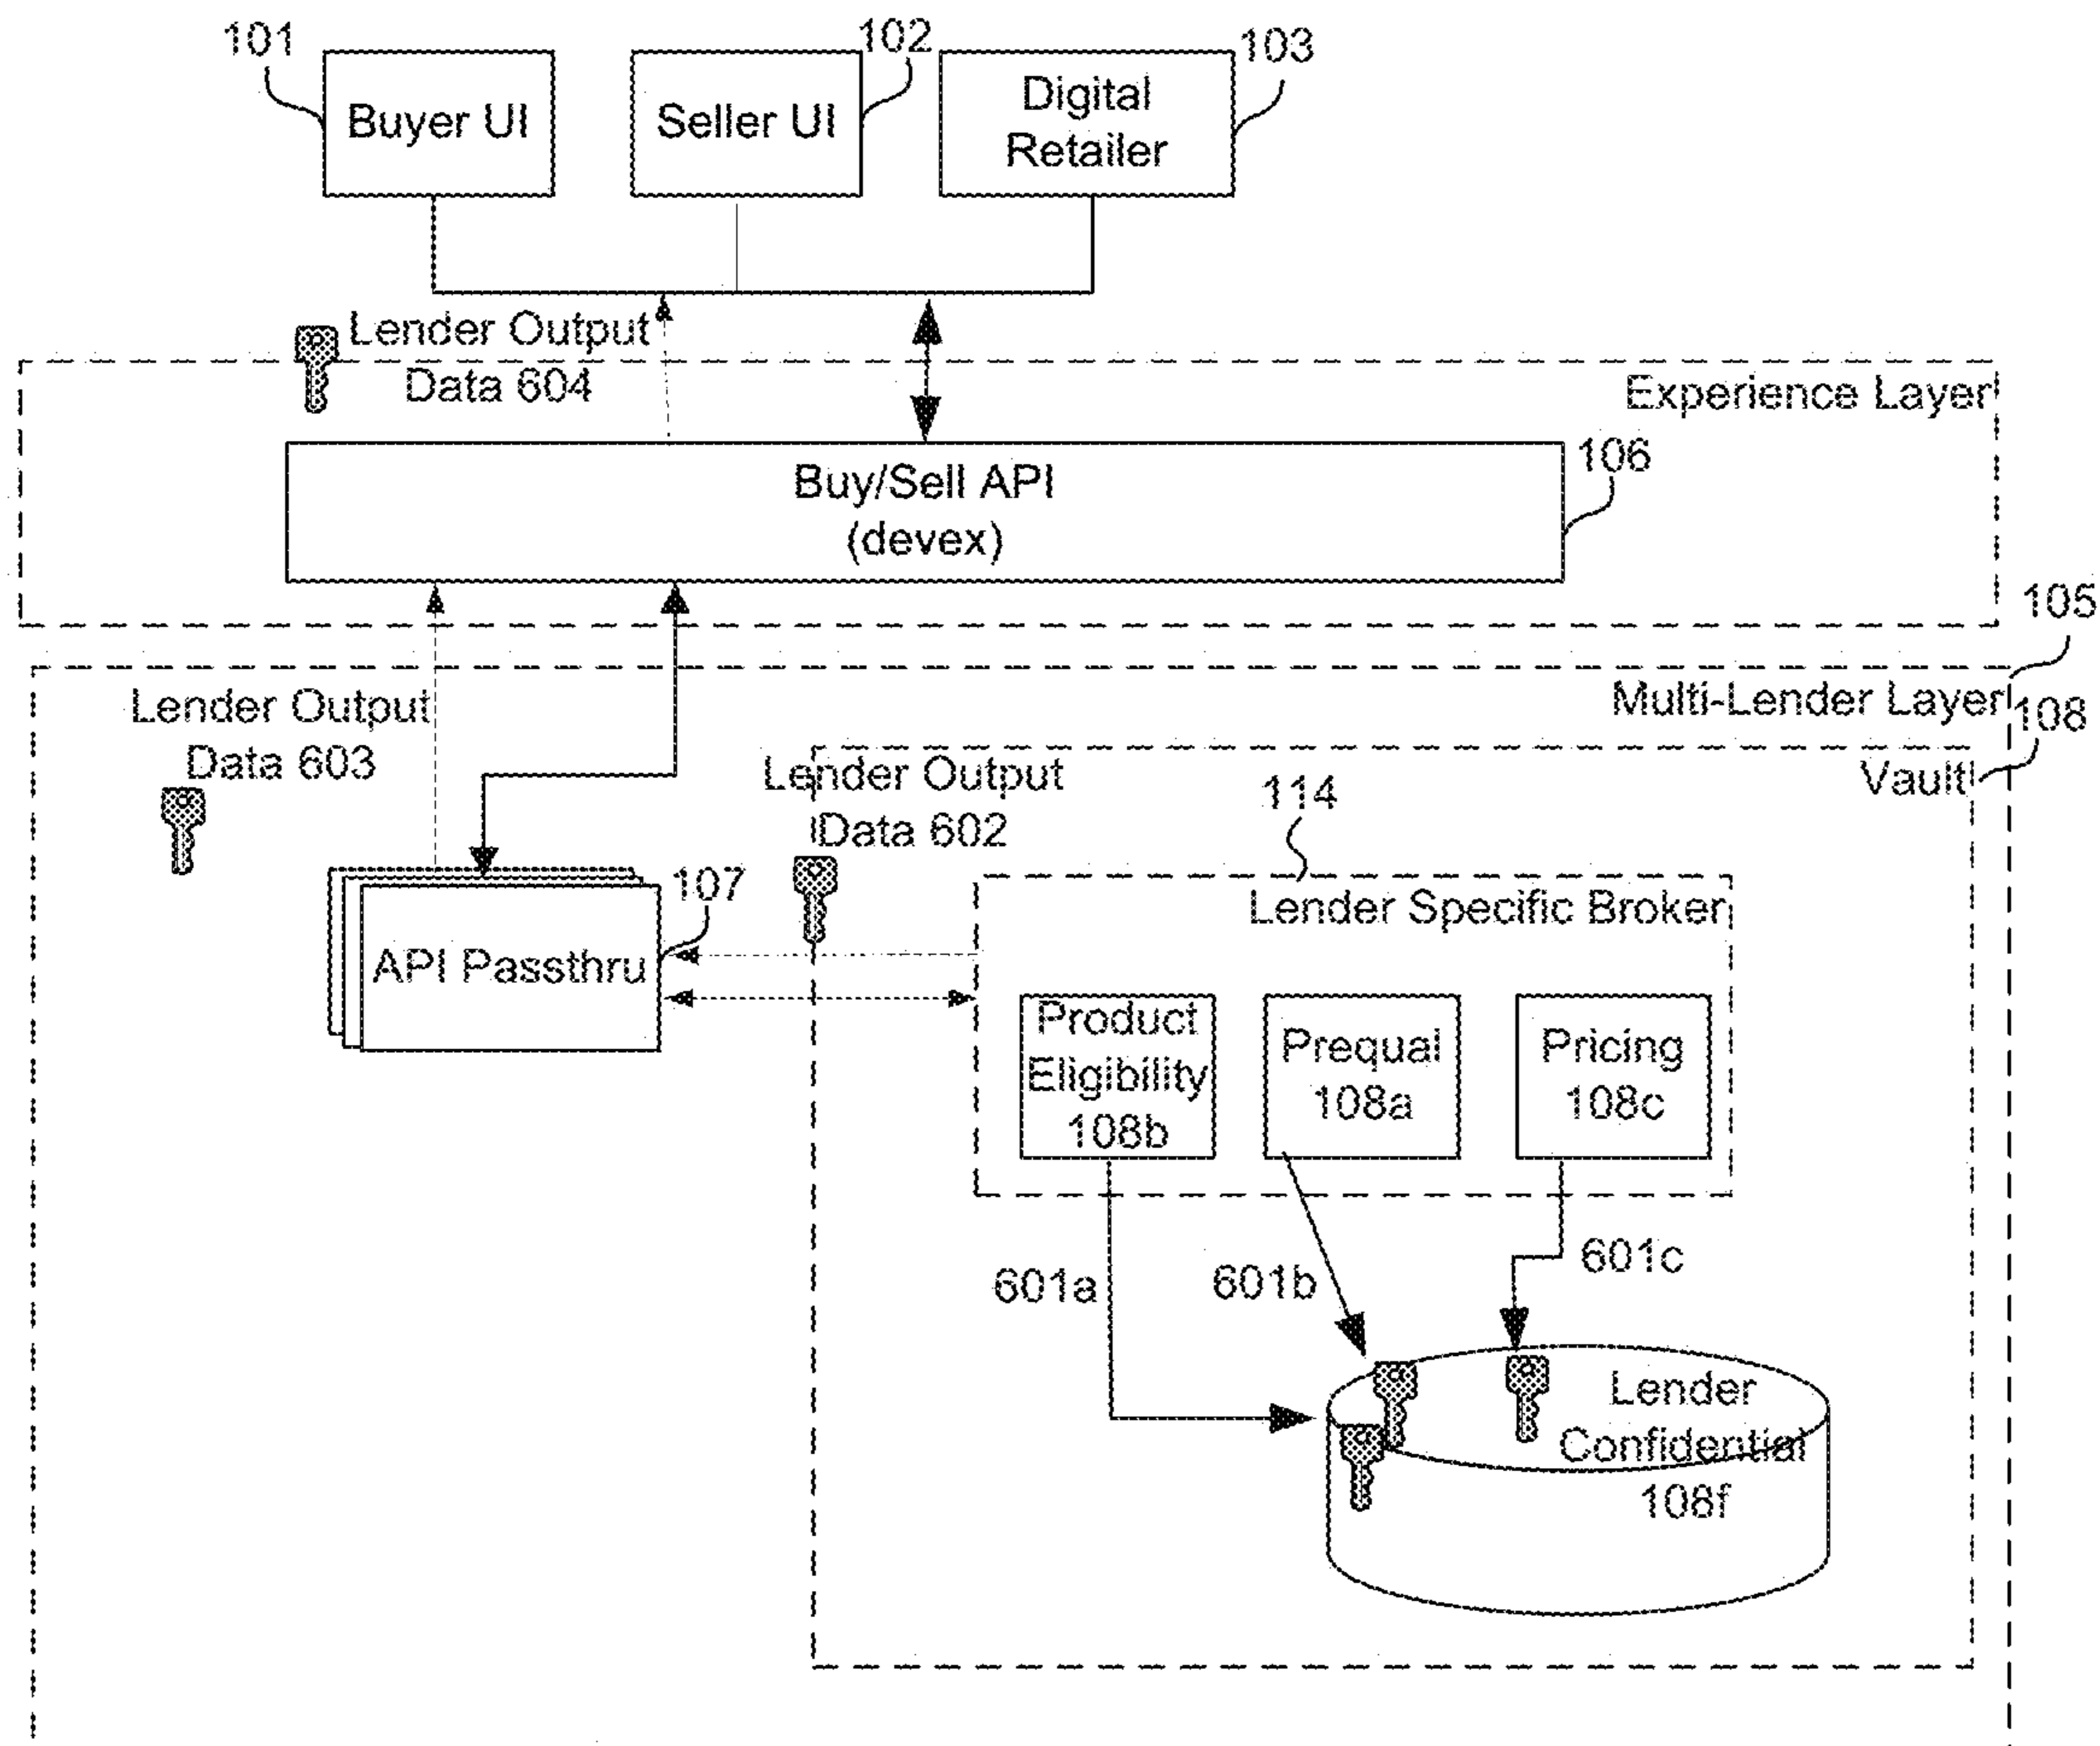 101
Buyer UI
102
Seller UI
103
Digital
Retailer
Lender Output
Data 604
Experience Layer
106
Buy/Sell API
(devex)
105
Multi-Lender Layer
108
Lender Output
Data 603
Lender Output
Data 602
Vault
114
Lender Specific Broker
107
API Passthru
Product
Eligibility
108b
Prequal
108a
Pricing
108c
601a
601b
601c
Lender
Confidential
108f